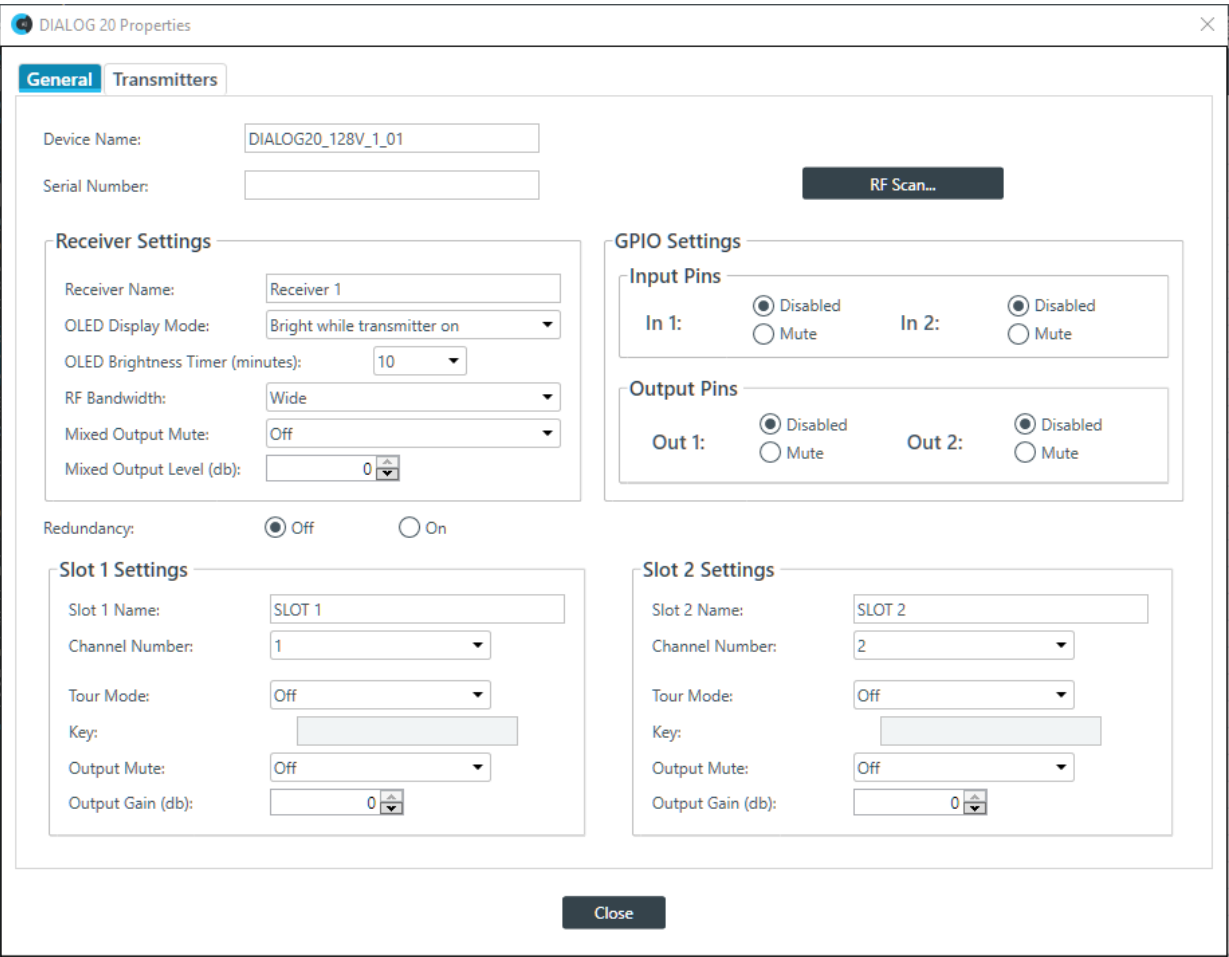 DIALOG 20 Properties
General Transmitters
Device Name: DIALOG20_128V_1_01
Serial Number:
RF Scan...
Receiver Settings
Receiver Name: Receiver 1
OLED Display Mode: Bright while transmitter on
OLED Brightness Timer (minutes): 10
RF Bandwidth: Wide
Mixed Output Mute: Off
Mixed Output Level (db): 0
GPIO Settings
Input Pins
In 1: Disabled Mute
In 2: Disabled Mute
Output Pins
Out 1: Disabled Mute
Out 2: Disabled Mute
Redundancy: Off On
Slot 1 Settings
Slot 1 Name: SLOT 1
Channel Number: 1
Tour Mode: Off
Key:
Output Mute: Off
Output Gain (db): 0
Slot 2 Settings
Slot 2 Name: SLOT 2
Channel Number: 2
Tour Mode: Off
Key:
Output Mute: Off
Output Gain (db): 0
Close